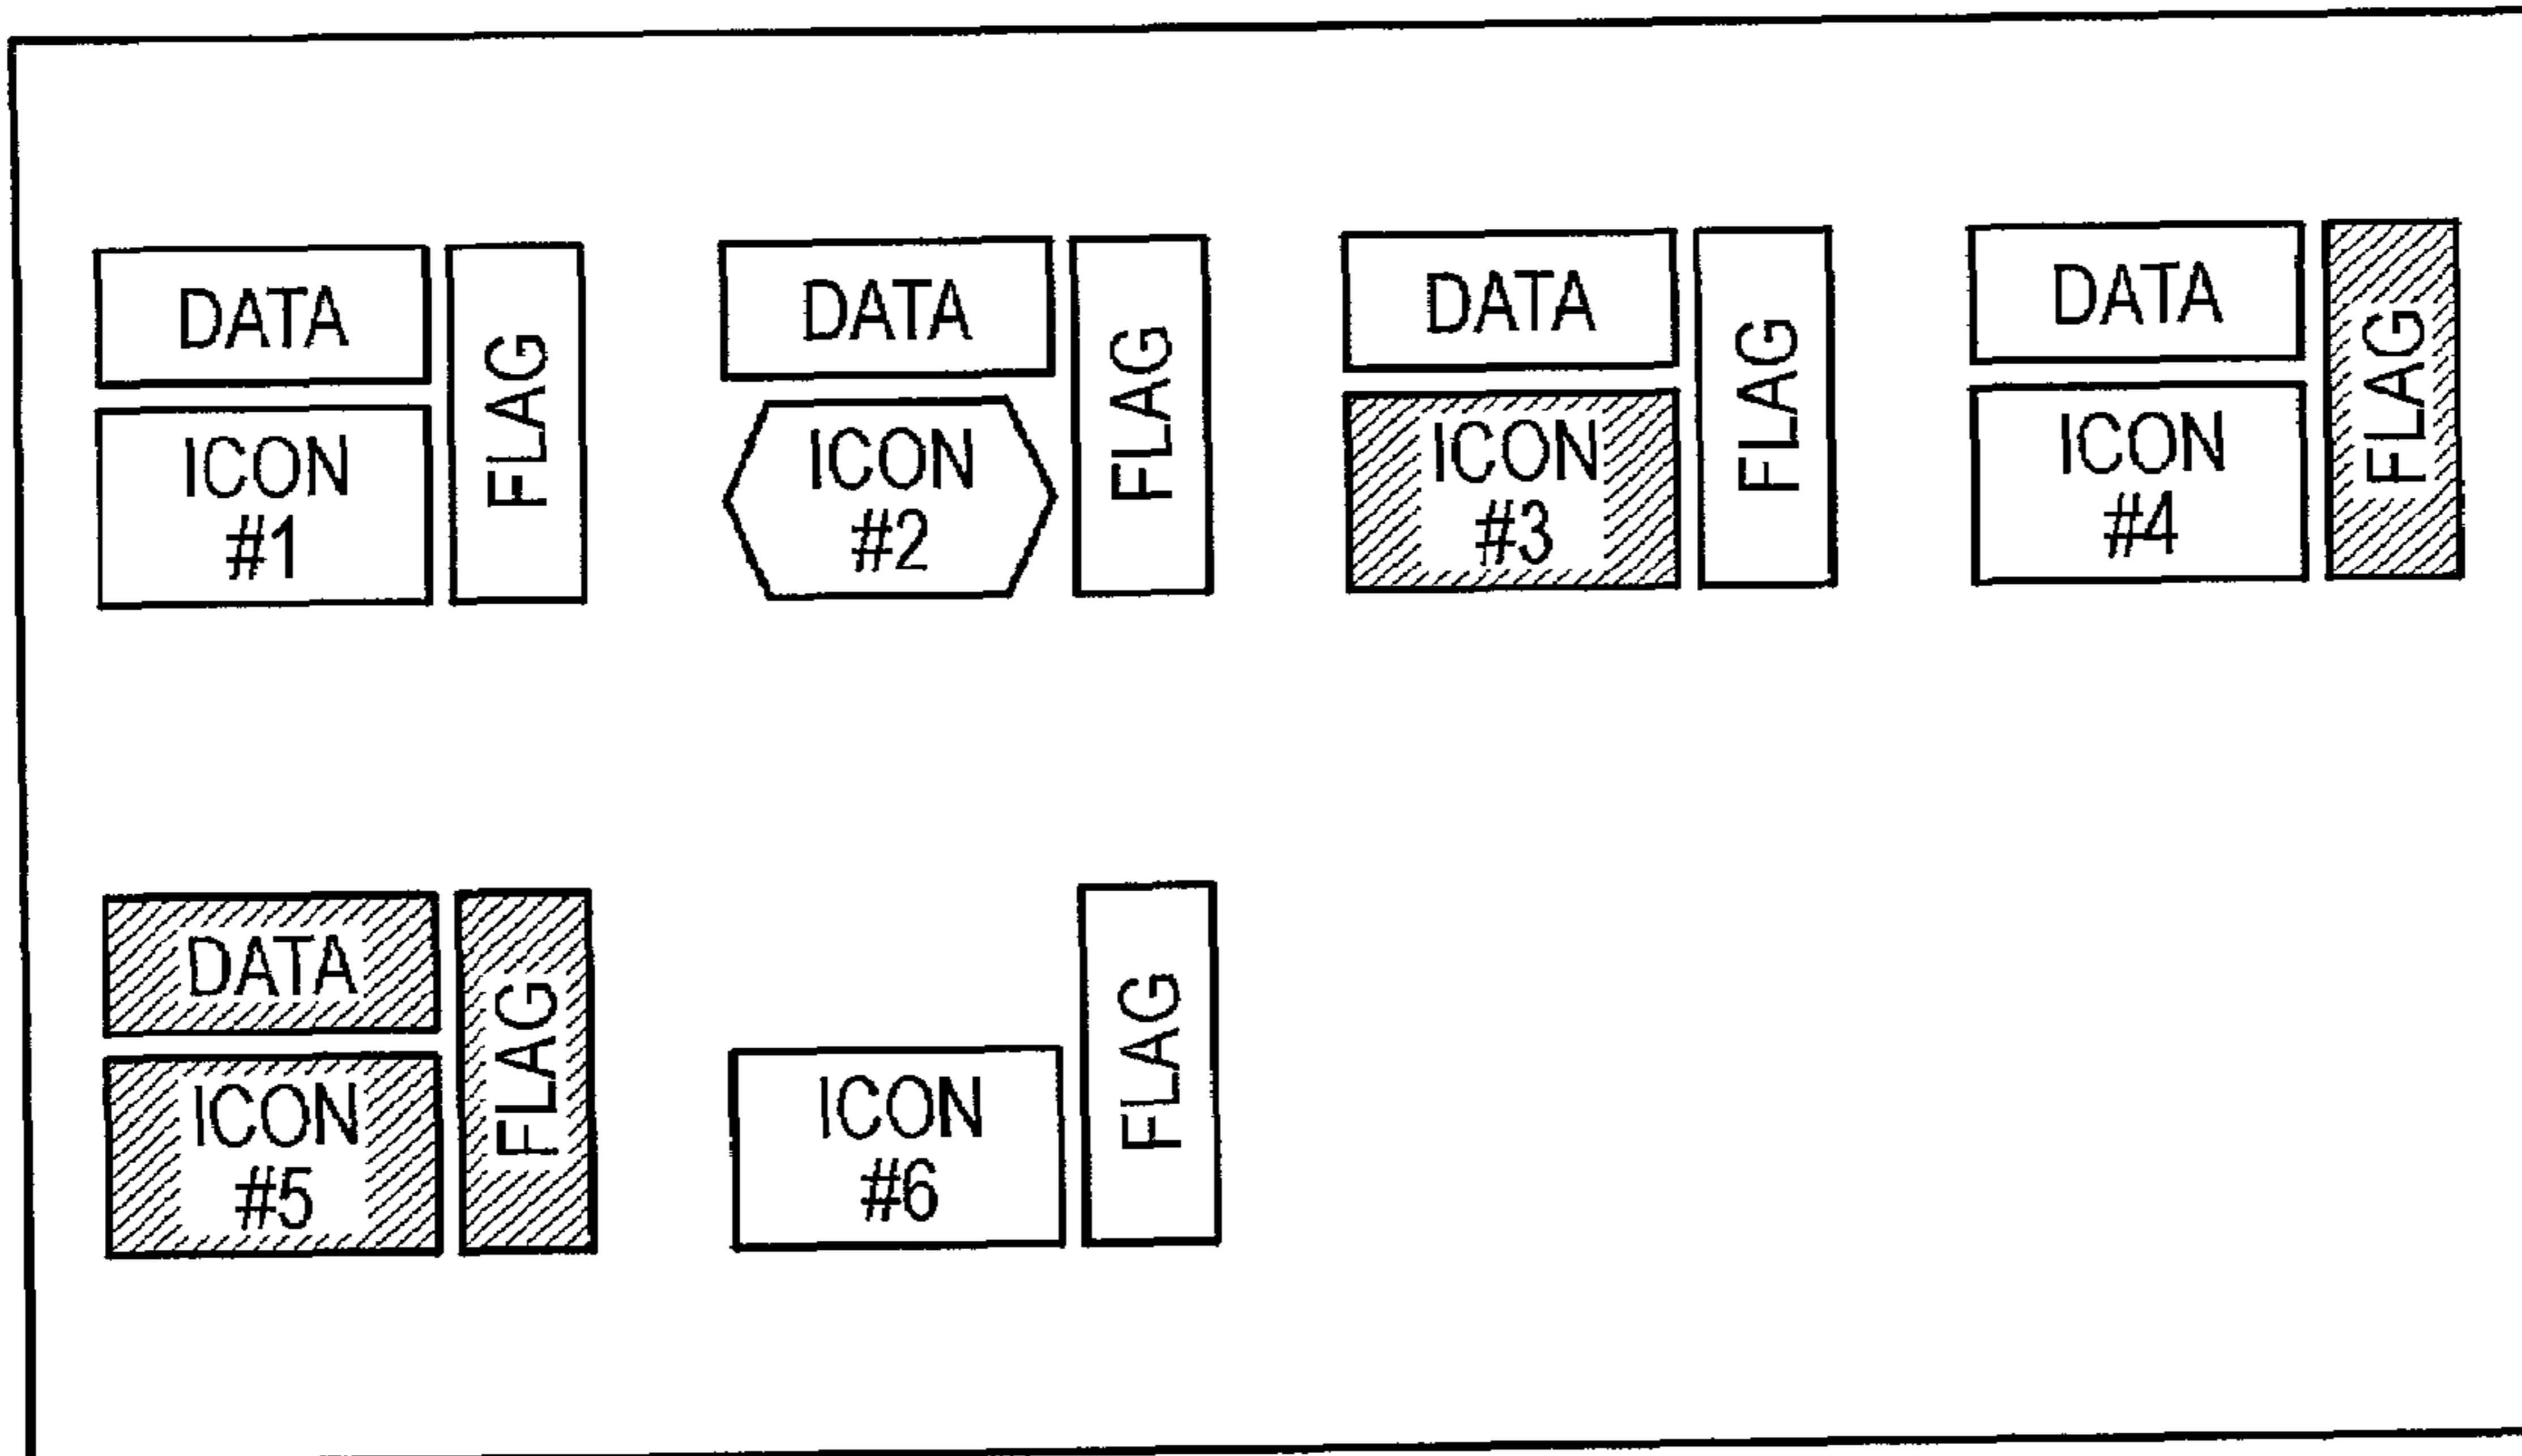 DATA
FLAG
ICON
#1
DATA
FLAG
ICON
#2
DATA
FLAG
ICON
#3
DATA
FLAG
ICON
#4
DATA
FLAG
ICON
#5
FLAG
ICON
#6